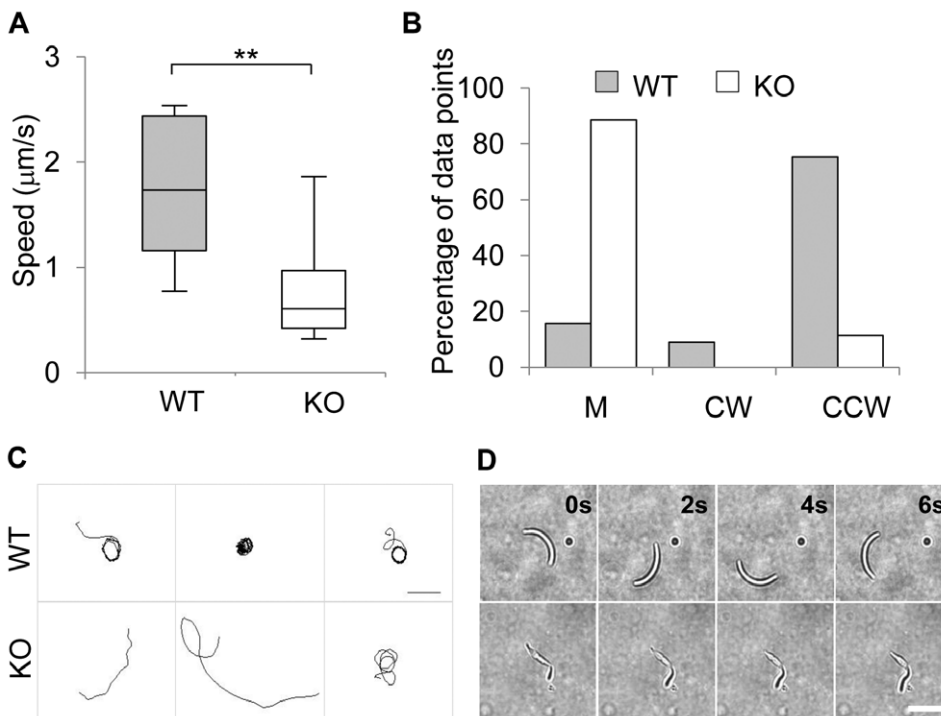 A
3
2
1
0
Speed (μm/s)
**
WT
KO
B
100
80
60
40
20
0
Percentage of data points
WT
KO
M
CW
CCW
C
WT
KO
D
0s
2s
4s
6s